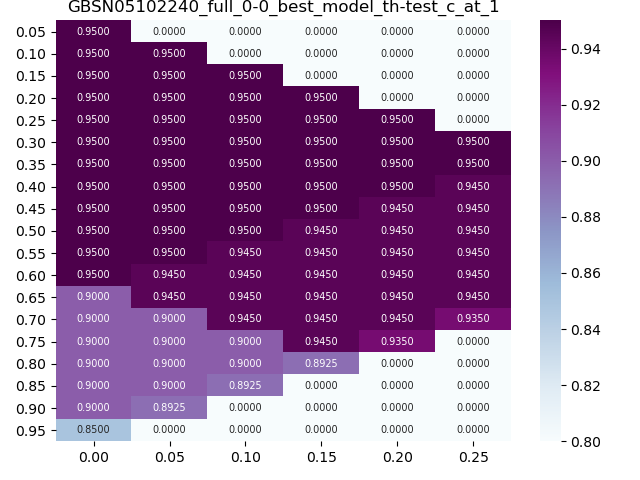 GBSN05102240_full_0-0_best_model_th-test_c_at_1
0.05 0.9500 0.0000 0.0000 0.0000 0.0000 0.0000
0.10 0.9500 0.9500 0.0000 0.0000 0.0000 0.0000
0.15 0.9500 0.9500 0.9500 0.0000 0.0000 0.0000
0.20 0.9500 0.9500 0.9500 0.9500 0.0000 0.0000
0.25 0.9500 0.9500 0.9500 0.9500 0.9500 0.0000
0.30 0.9500 0.9500 0.9500 0.9500 0.9500 0.9500
0.35 0.9500 0.9500 0.9500 0.9500 0.9500 0.9500
0.40 0.9500 0.9500 0.9500 0.9500 0.9500 0.9450
0.45 0.9500 0.9500 0.9500 0.9500 0.9450 0.9450
0.50 0.9500 0.9500 0.9500 0.9450 0.9450 0.9450
0.55 0.9500 0.9500 0.9450 0.9450 0.9450 0.9450
0.60 0.9500 0.9450 0.9450 0.9450 0.9450 0.9450
0.65 0.9000 0.9450 0.9450 0.9450 0.9450 0.9450
0.70 0.9000 0.9000 0.9450 0.9450 0.9450 0.9350
0.75 0.9000 0.9000 0.9000 0.9450 0.9350 0.0000
0.80 0.9000 0.9000 0.9000 0.8925 0.0000 0.0000
0.85 0.9000 0.9000 0.8925 0.0000 0.0000 0.0000
0.90 0.9000 0.8925 0.0000 0.0000 0.0000 0.0000
0.95 0.8500 0.0000 0.0000 0.0000 0.0000 0.0000
0.00 0.05 0.10 0.15 0.20 0.25
0.94
0.92
0.90
0.88
0.86
0.84
0.82
0.80